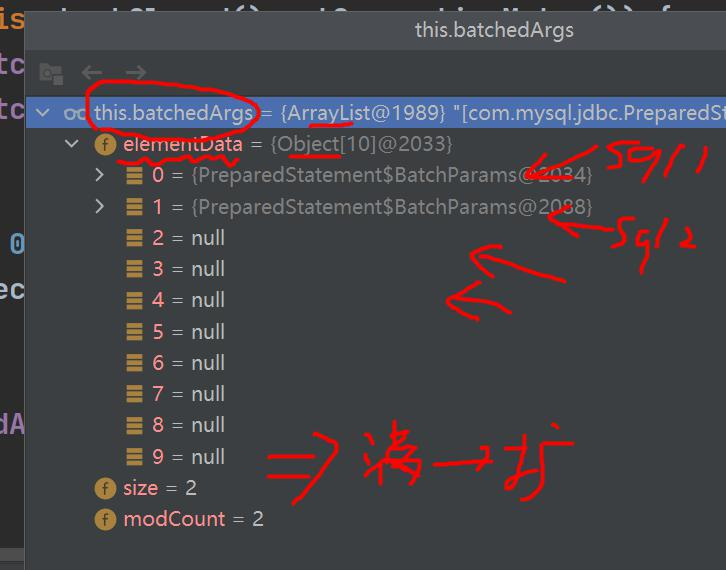 this.batchedArgs
this.batchedArgs = {ArrayList@1989} "[com.mysql.jdbc.PreparedSt
f elementData = {Object[10]@2033}
0 = {PreparedStatement$BatchParams@2034} sql1
1 = {PreparedStatement$BatchParams@2088} sql2
2 = null
3 = null
4 = null
5 = null
6 = null
7 = null
8 = null
9 = null
满→扩
f size = 2
f modCount = 2